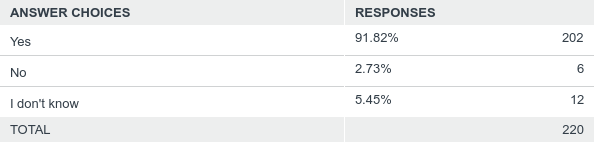 ANSWER CHOICES RESPONSES
Yes 91.82% 202
No 2.73% 6
I don't know 5.45% 12
TOTAL 220